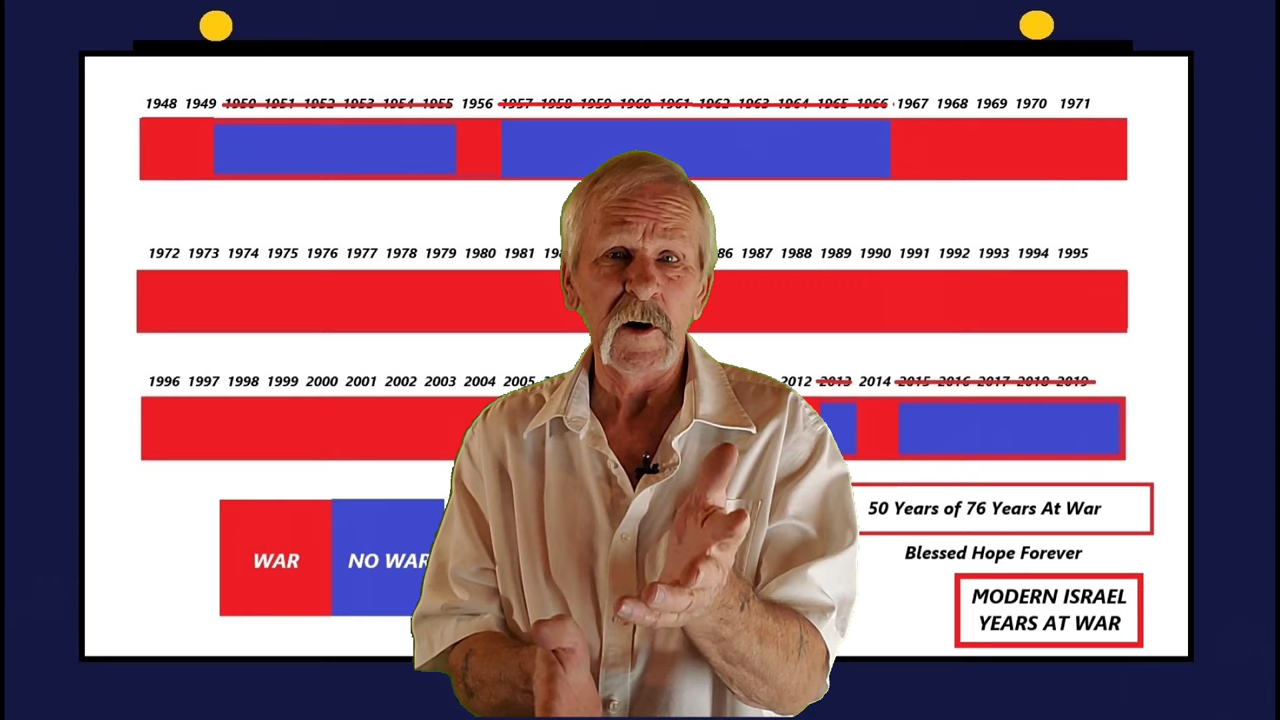 1948 1949 1950 1951 1952 1953 1954 1955 1956 1957 1958 1959 1960 1961 1962 1963 1964 1965 1966 1967 1968 1969 1970 1971
1972 1973 1974 1975 1976 1977 1978 1979 1980 1981 1987 1988 1989 1990 1991 1992 1993 1994 1995
1996 1997 1998 1999 2000 2001 2002 2003 2004 2005 2012 2013 2014 2015 2016 2017 2018 2019
WAR NO WAR
50 Years of 76 Years At War
Blessed Hope Forever
MODERN ISRAEL
YEARS AT WAR